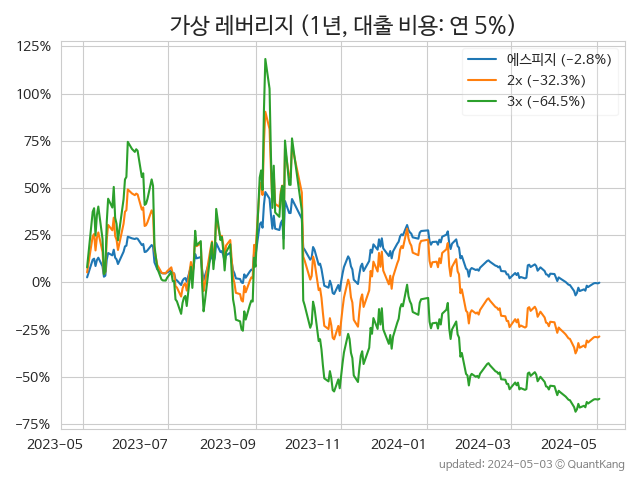 가상 레버리지 (1년, 대출 비용: 연 5%)
125%
100%
75%
50%
25%
0%
−25%
−50%
−75%
에스피지 (−2.8%)
2x (−32.3%)
3x (−64.5%)
2023-05 2023-07 2023-09 2023-11 2024-01 2024-03 2024-05
updated: 2024-05-03 ⓒ QuantKang